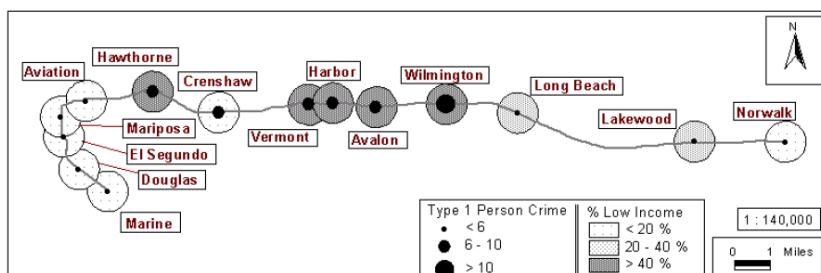 N
Hawthorne
Aviation
Crenshaw
Harbor
Wilmington
Long Beach
Lakewood
Norwalk
Mariposa
Vermont
Avalon
El Segundo
Douglas
Marine
Type 1 Person Crime
< 6
6 - 10
> 10
% Low Income
< 20 %
20 - 40 %
> 40 %
1 : 140,000
0 1 Miles